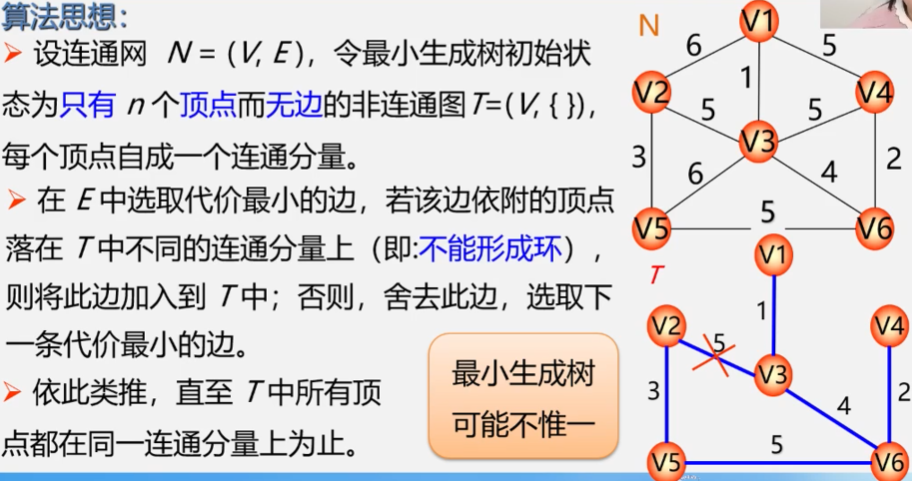 算法思想:
➢ 设连通网 N = (V, E ), 令最小生成树初始状
态为只有 n 个顶点而无边的非连通图T=(V, { }),
每个顶点自成一个连通分量。
➢ 在 E 中选取代价最小的边，若该边依附的顶点
落在 T 中不同的连通分量上（即:不能形成环），
则将此边加入到 T 中；否则，舍去此边，选取下
一条代价最小的边。
➢ 依此类推，直至 T 中所有顶
点都在同一连通分量上为止。
最小生成树
可能不惟一
N
V1
6
5
1
V2
V4
5
5
V3
3
2
6
4
5
V5
V6
T
V1
1
V2
V4
5
V3
3
2
4
5
V5
V6